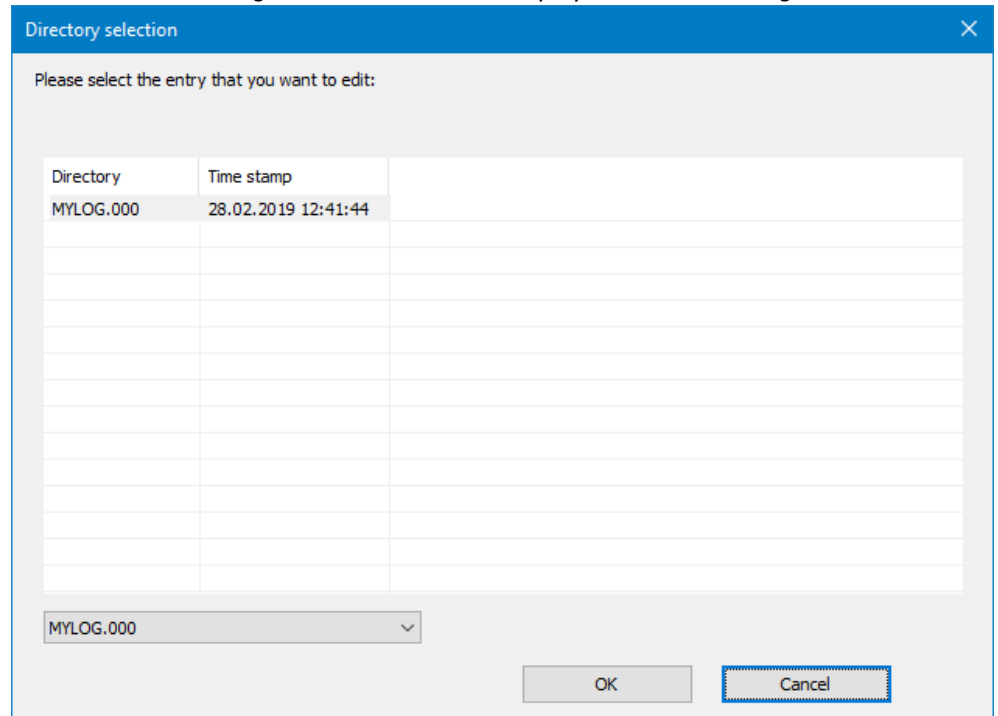 Directory selection
Please select the entry that you want to edit:
Directory Time stamp
MYLOG.000 28.02.2019 12:41:44
MYLOG.000
OK Cancel